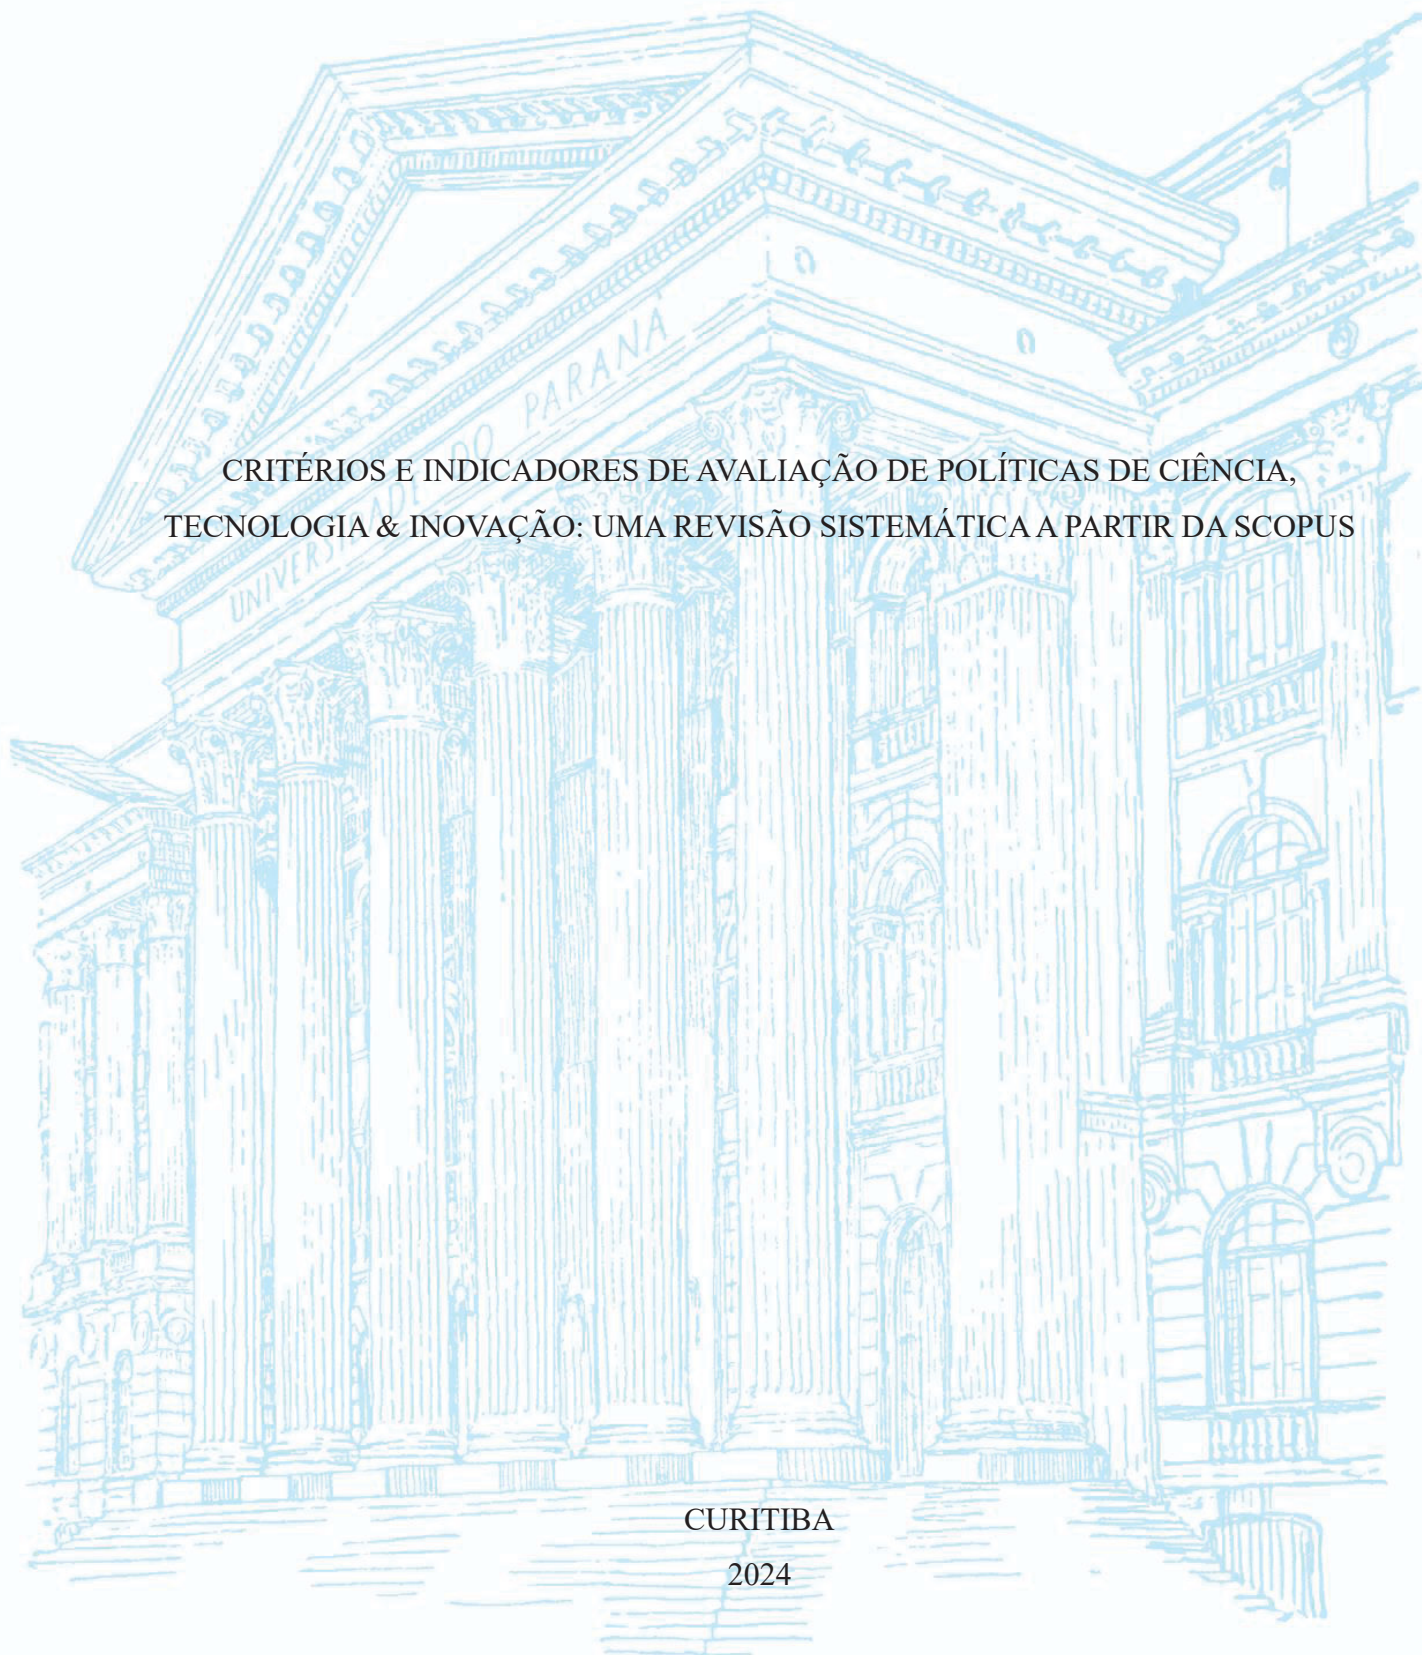 UNIVERSIDADE DO PARANÁ
CRITÉRIOS E INDICADORES DE AVALIAÇÃO DE POLÍTICAS DE CIÊNCIA,
TECNOLOGIA & INOVAÇÃO: UMA REVISÃO SISTEMÁTICA A PARTIR DA SCOPUS
CURITIBA
2024